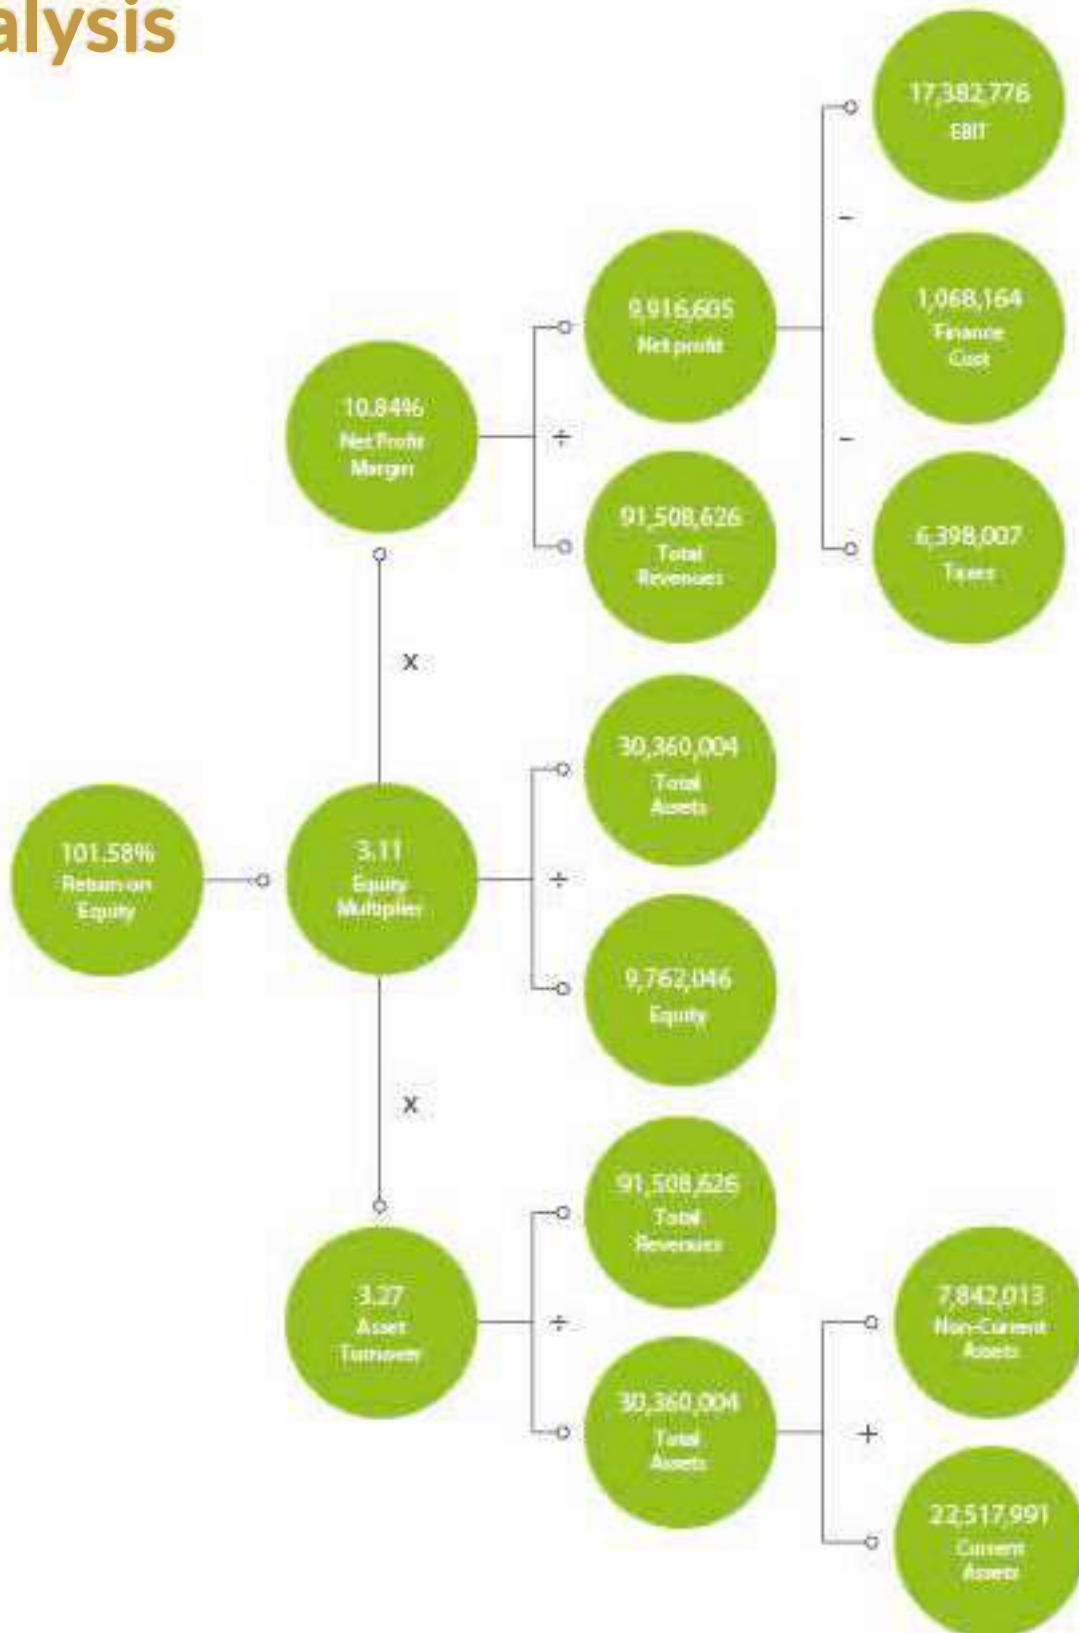 alysis
17,382,776
EBIT
−
1,068,164
Finance
Cost
−
6,398,007
Taxes
9,916,605
Net profit
÷
91,508,626
Total
Revenues
10.84%
Net Profit
Margin
x
30,360,004
Total
Assets
÷
9,762,046
Equity
101.58%
Return on
Equity
3.11
Equity
Multiplier
x
91,508,626
Total
Revenues
÷
30,360,004
Total
Assets
3.27
Asset
Turnover
7,842,013
Non-Current
Assets
+
22,517,991
Current
Assets